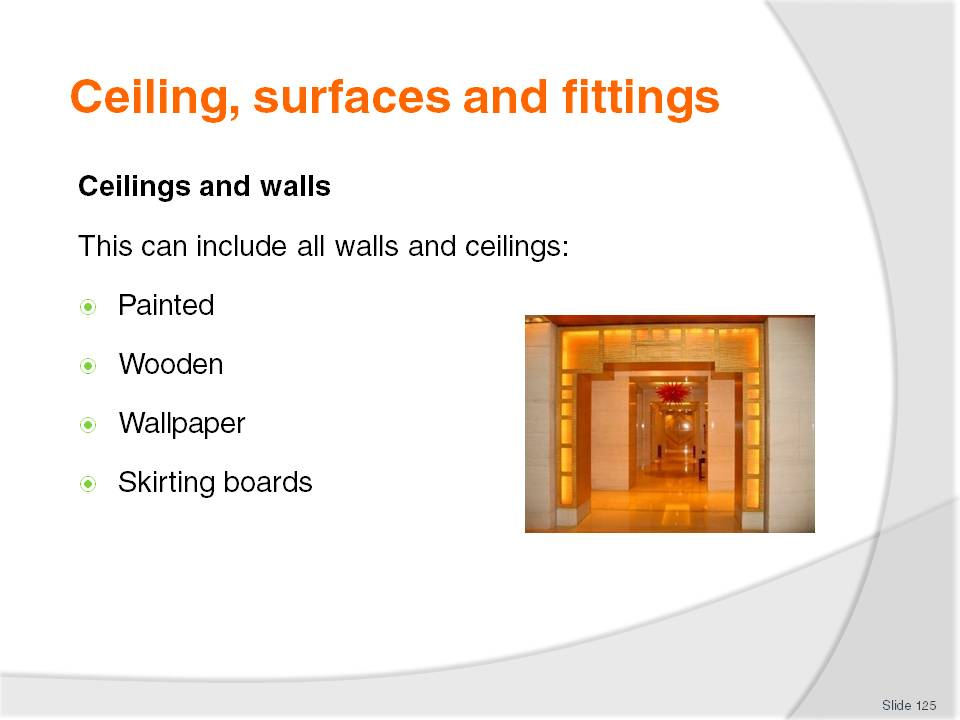 Ceiling, surfaces and fittings
Ceilings and walls
This can include all walls and ceilings:
Painted
Wooden
Wallpaper
Skirting boards
Slide 125